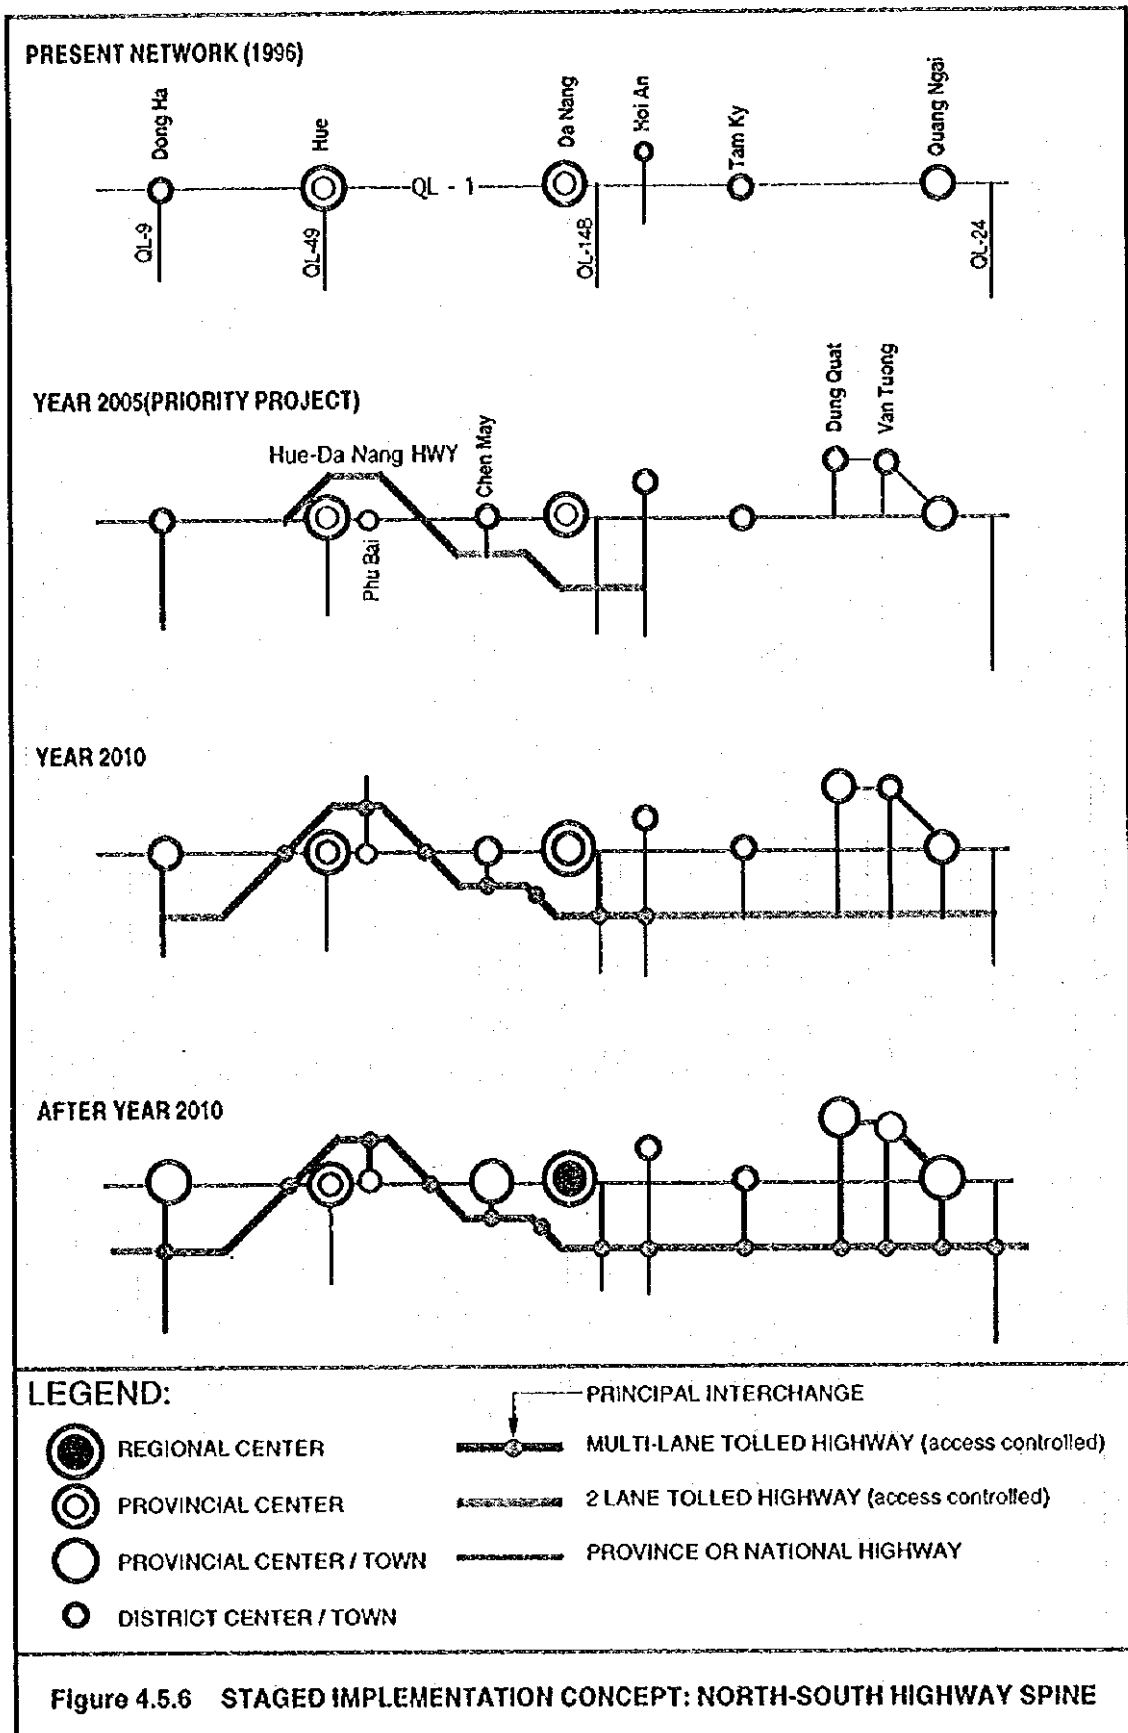 PRESENT NETWORK (1996)
Dong Ha
Hue
Da Nang
Hoi An
Tam Ky
Quang Ngai
QL - 1
QL-9
QL-49
QL-14B
QL-24
YEAR 2005(PRIORITY PROJECT)
Hue-Da Nang HWY
Chen May
Dung Quat
Van Tuong
Phu Bai
YEAR 2010
AFTER YEAR 2010
LEGEND:
PRINCIPAL INTERCHANGE
REGIONAL CENTER
MULTI-LANE TOLLED HIGHWAY (access controlled)
PROVINCIAL CENTER
2 LANE TOLLED HIGHWAY (access controlled)
PROVINCIAL CENTER / TOWN
PROVINCE OR NATIONAL HIGHWAY
DISTRICT CENTER / TOWN
Figure 4.5.6 STAGED IMPLEMENTATION CONCEPT: NORTH-SOUTH HIGHWAY SPINE